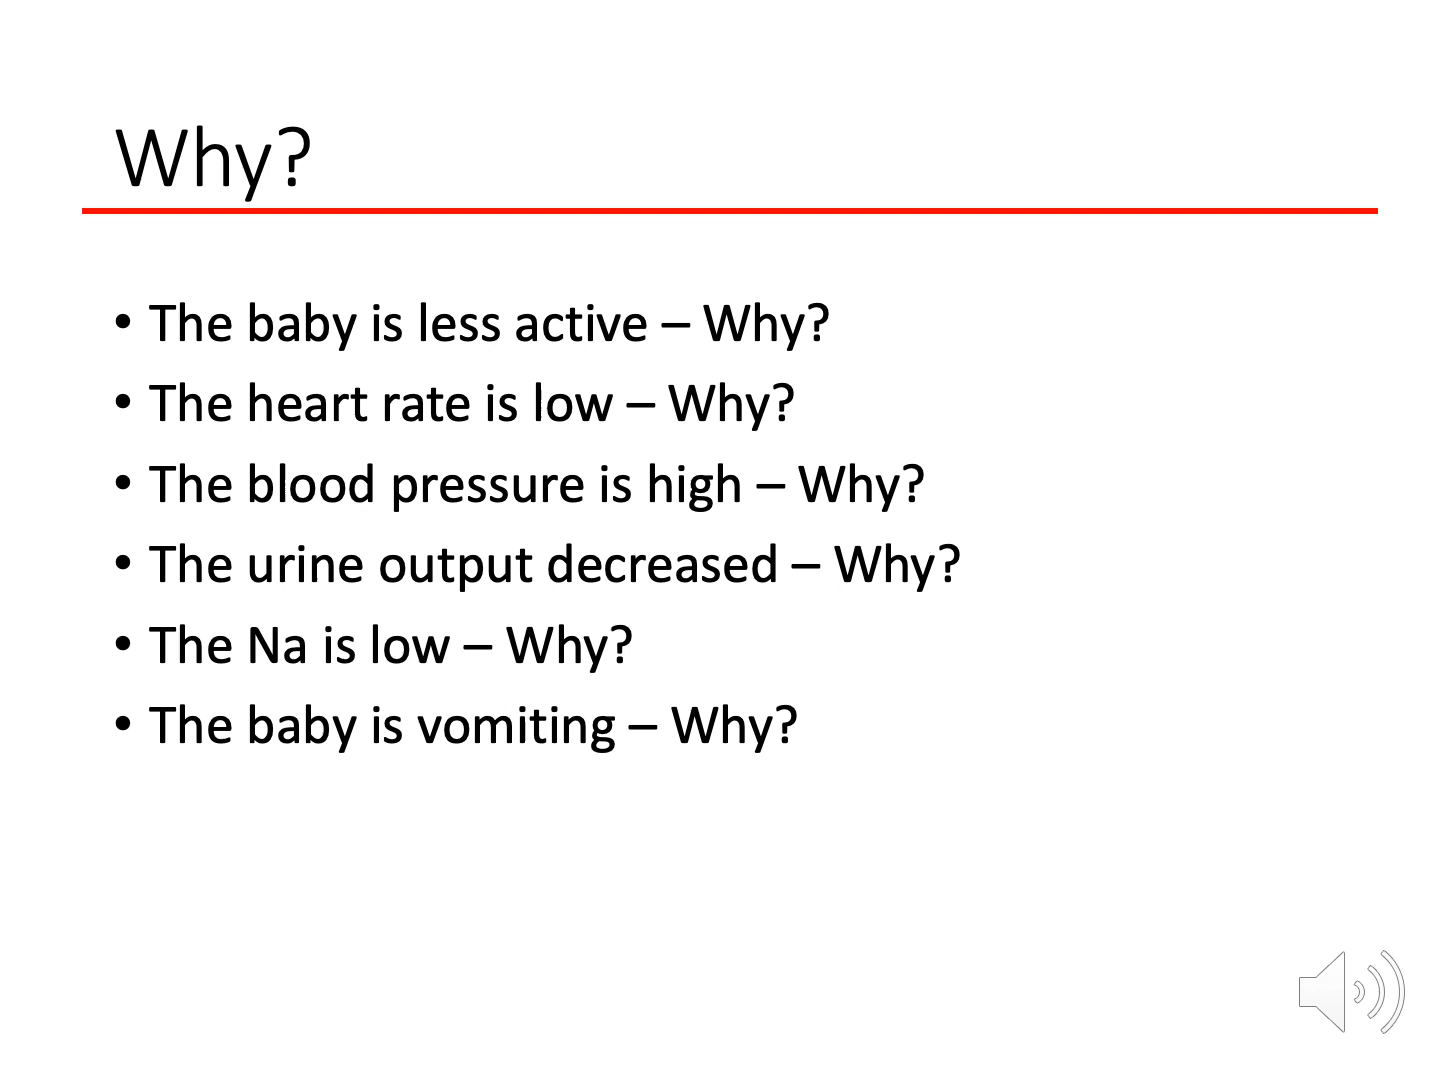 Why?
• The baby is less active – Why?
• The heart rate is low – Why?
• The blood pressure is high – Why?
• The urine output decreased – Why?
• The Na is low – Why?
• The baby is vomiting – Why?